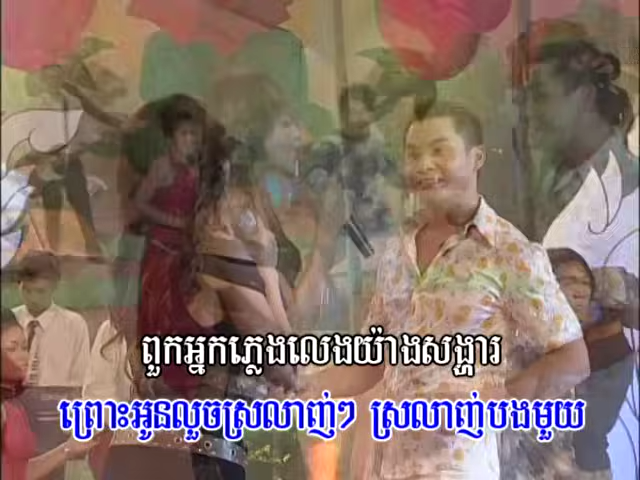 ពួកអ្នកភ្លេងលេងយ៉ាងសង្ហារ
ព្រោះអូនលួចស្រលាញ់ៗ ស្រលាញ់បងមួយ